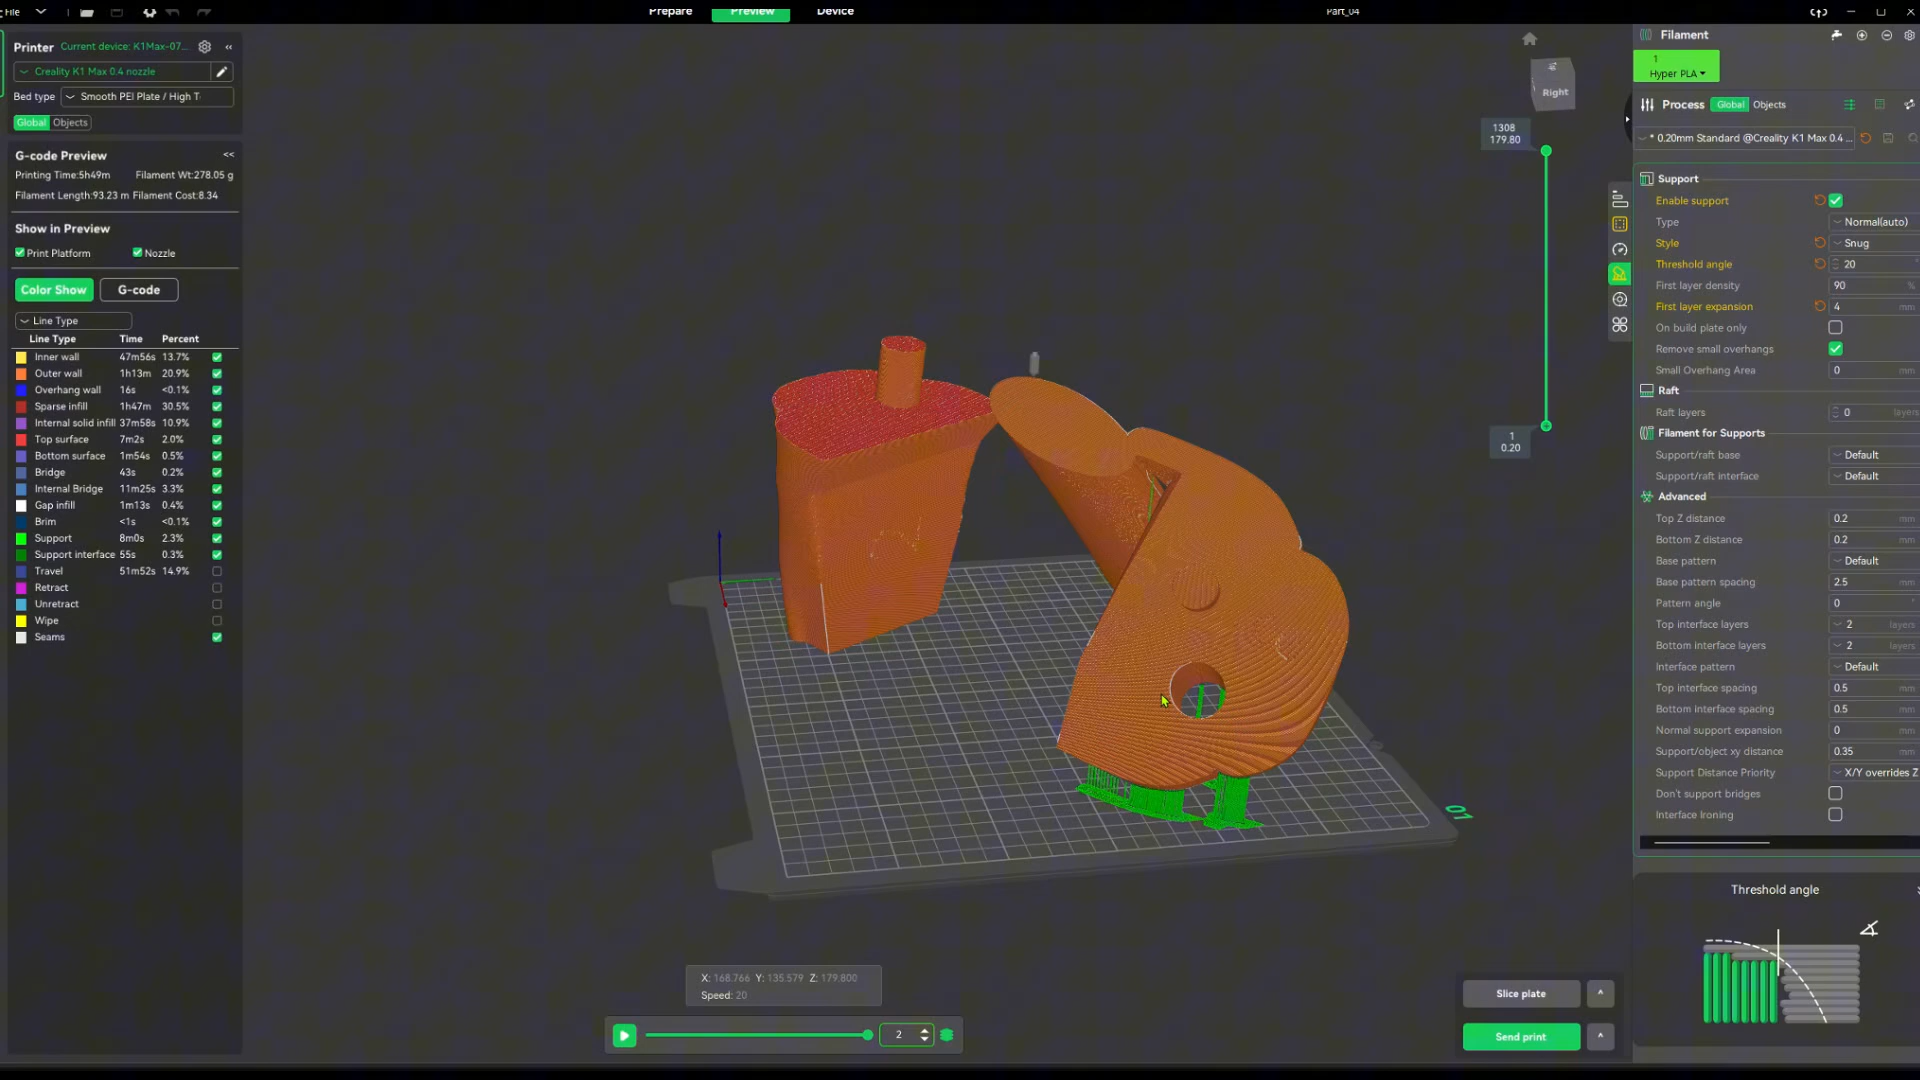 File
Prepare
Preview
Device
Part_04
Printer
Current device: K1Max-07...
Creality K1 Max 0.4 nozzle
Bed type
Smooth PEI Plate / High T
Global
Objects
G-code Preview
<<
Printing Time:5h49m
Filament Wt:278.05 g
Filament Length:93.23 m
Filament Cost:8.34
Show in Preview
Print Platform
Nozzle
Color Show
G-code
Line Type
Line Type Time Percent
Inner wall 47m56s 13.7%
Outer wall 1h13m 20.9%
Overhang wall 16s <0.1%
Sparse infill 1h47m 30.5%
Internal solid infill 37m58s 10.9%
Top surface 7m2s 2.0%
Bottom surface 1m54s 0.5%
Bridge 43s 0.2%
Internal Bridge 11m25s 3.3%
Gap infill 1m13s 0.4%
Brim <1s <0.1%
Support 8m0s 2.3%
Support interface 55s 0.3%
Travel 51m52s 14.9%
Retract
Unretract
Wipe
Seams
Right
1308
179.80
1
0.20
01
X: 168.766 Y: 135.579 Z: 179.800
Speed: 20
2
Slice plate
Send print
Filament
1
Hyper PLA
Process
Global
Objects
* 0.20mm Standard @Creality K1 Max 0.4 ...
Support
Enable support
Type Normal(auto)
Style Snug
Threshold angle 20 °
First layer density 90 %
First layer expansion 4 mm
On build plate only
Remove small overhangs
Small Overhang Area 0 mm
Raft
Raft layers 0 layers
Filament for Supports
Support/raft base Default
Support/raft interface Default
Advanced
Top Z distance 0.2 mm
Bottom Z distance 0.2 mm
Base pattern Default
Base pattern spacing 2.5 mm
Pattern angle 0 °
Top interface layers 2 layers
Bottom interface layers 2 layers
Interface pattern Default
Top interface spacing 0.5 mm
Bottom interface spacing 0.5 mm
Normal support expansion 0 mm
Support/object xy distance 0.35 mm
Support Distance Priority X/Y overrides Z
Don't support bridges
Interface Ironing
Threshold angle